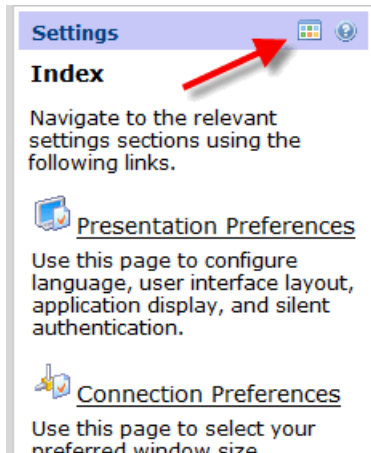 Settings
Index
Navigate to the relevant
settings sections using the
following links.
Presentation Preferences
Use this page to configure
language, user interface layout,
application display, and silent
authentication.
Connection Preferences
Use this page to select your
preferred window size